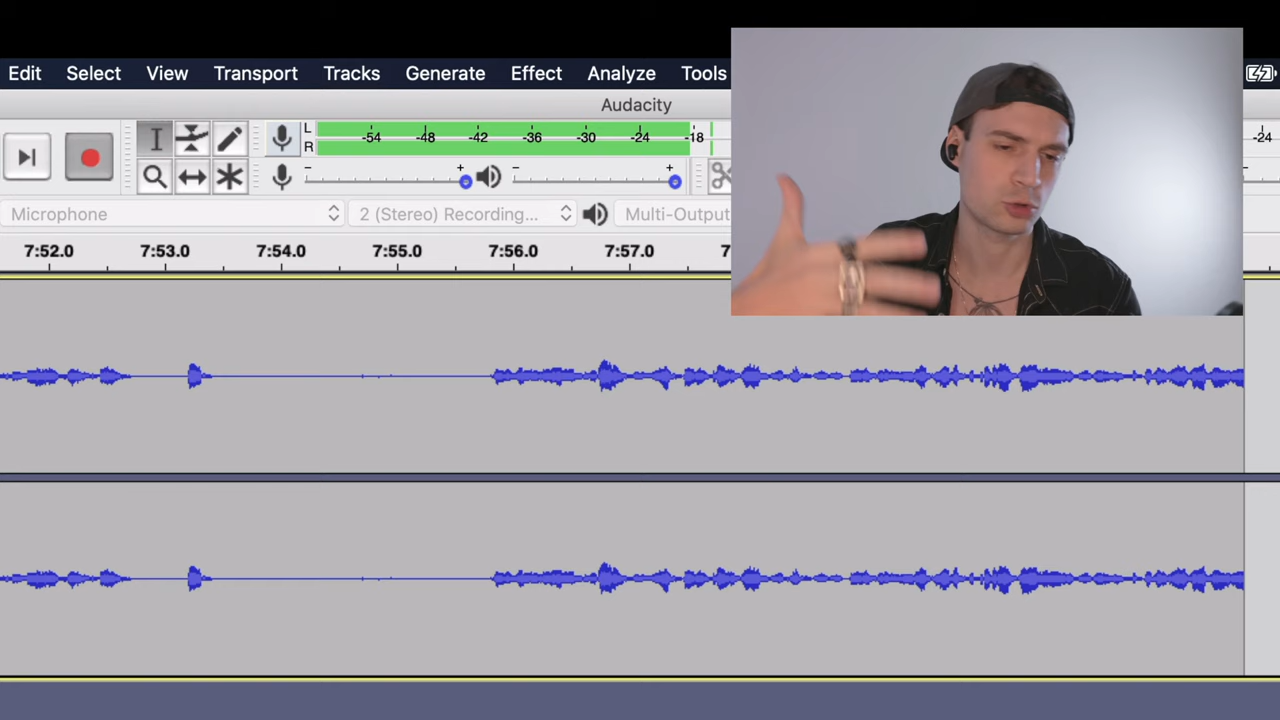 Edit Select View Transport Tracks Generate Effect Analyze Tools
Audacity
L
R
-54 -48 -42 -36 -30 -24 -18 -24
- + - +
Microphone 2 (Stereo) Recording... Multi-Output
7:52.0 7:53.0 7:54.0 7:55.0 7:56.0 7:57.0 7